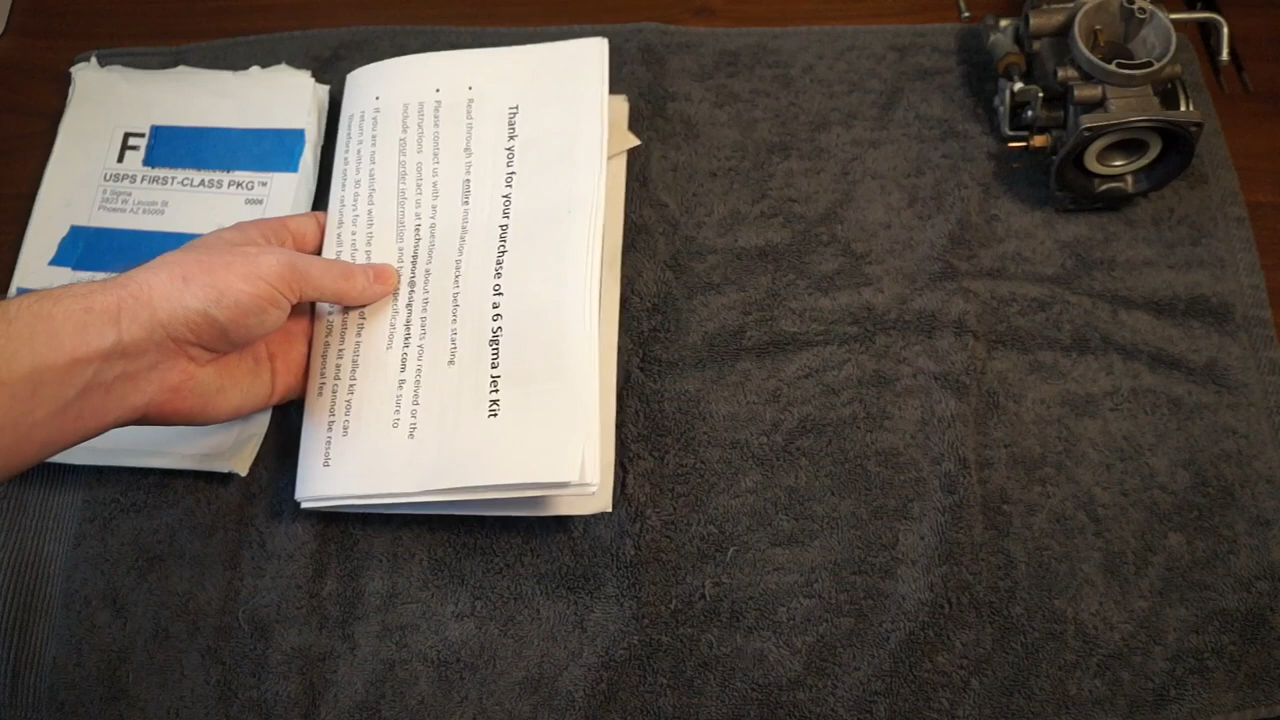 F
USPS FIRST-CLASS PKG™
6 Sigma
3823 W. Lincoln St
Phoenix AZ 85009
0006
Thank you for your purchase of a 6 Sigma Jet Kit
• Read through the entire installation packet before starting.
• Please contact us with any questions about the parts you received or the
instructions contact us at techsupport@6sigmajetkit.com. Be sure to
include your order information and specifications.
• If you are not satisfied with the of the installed kit you can
return it within 30 days for a custom kit and cannot be resold
therefore all other refunds will be a 20% disposal fee.